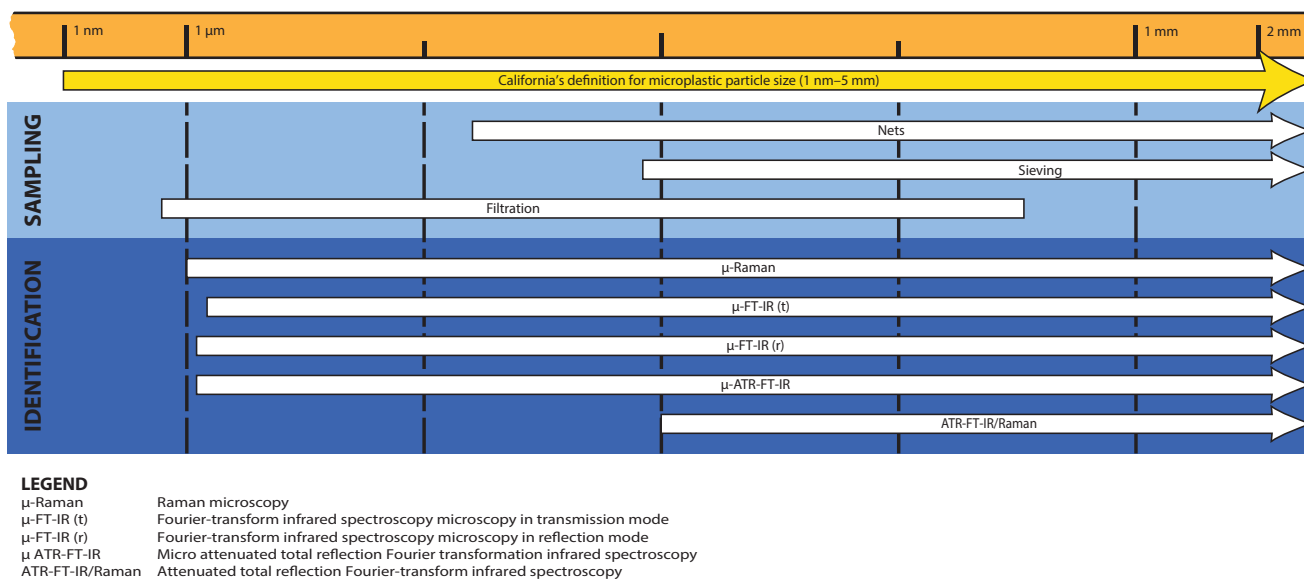 1 nm
1 μm
1 mm
2 mm
California's definition for microplastic particle size (1 nm–5 mm)
SAMPLING
Nets
Sieving
Filtration
IDENTIFICATION
μ-Raman
μ-FT-IR (t)
μ-FT-IR (r)
μ-ATR-FT-IR
ATR-FT-IR/Raman
LEGEND
μ-Raman Raman microscopy
μ-FT-IR (t) Fourier-transform infrared spectroscopy microscopy in transmission mode
μ-FT-IR (r) Fourier-transform infrared spectroscopy microscopy in reflection mode
μ ATR-FT-IR Micro attenuated total reflection Fourier transformation infrared spectroscopy
ATR-FT-IR/Raman Attenuated total reflection Fourier-transform infrared spectroscopy